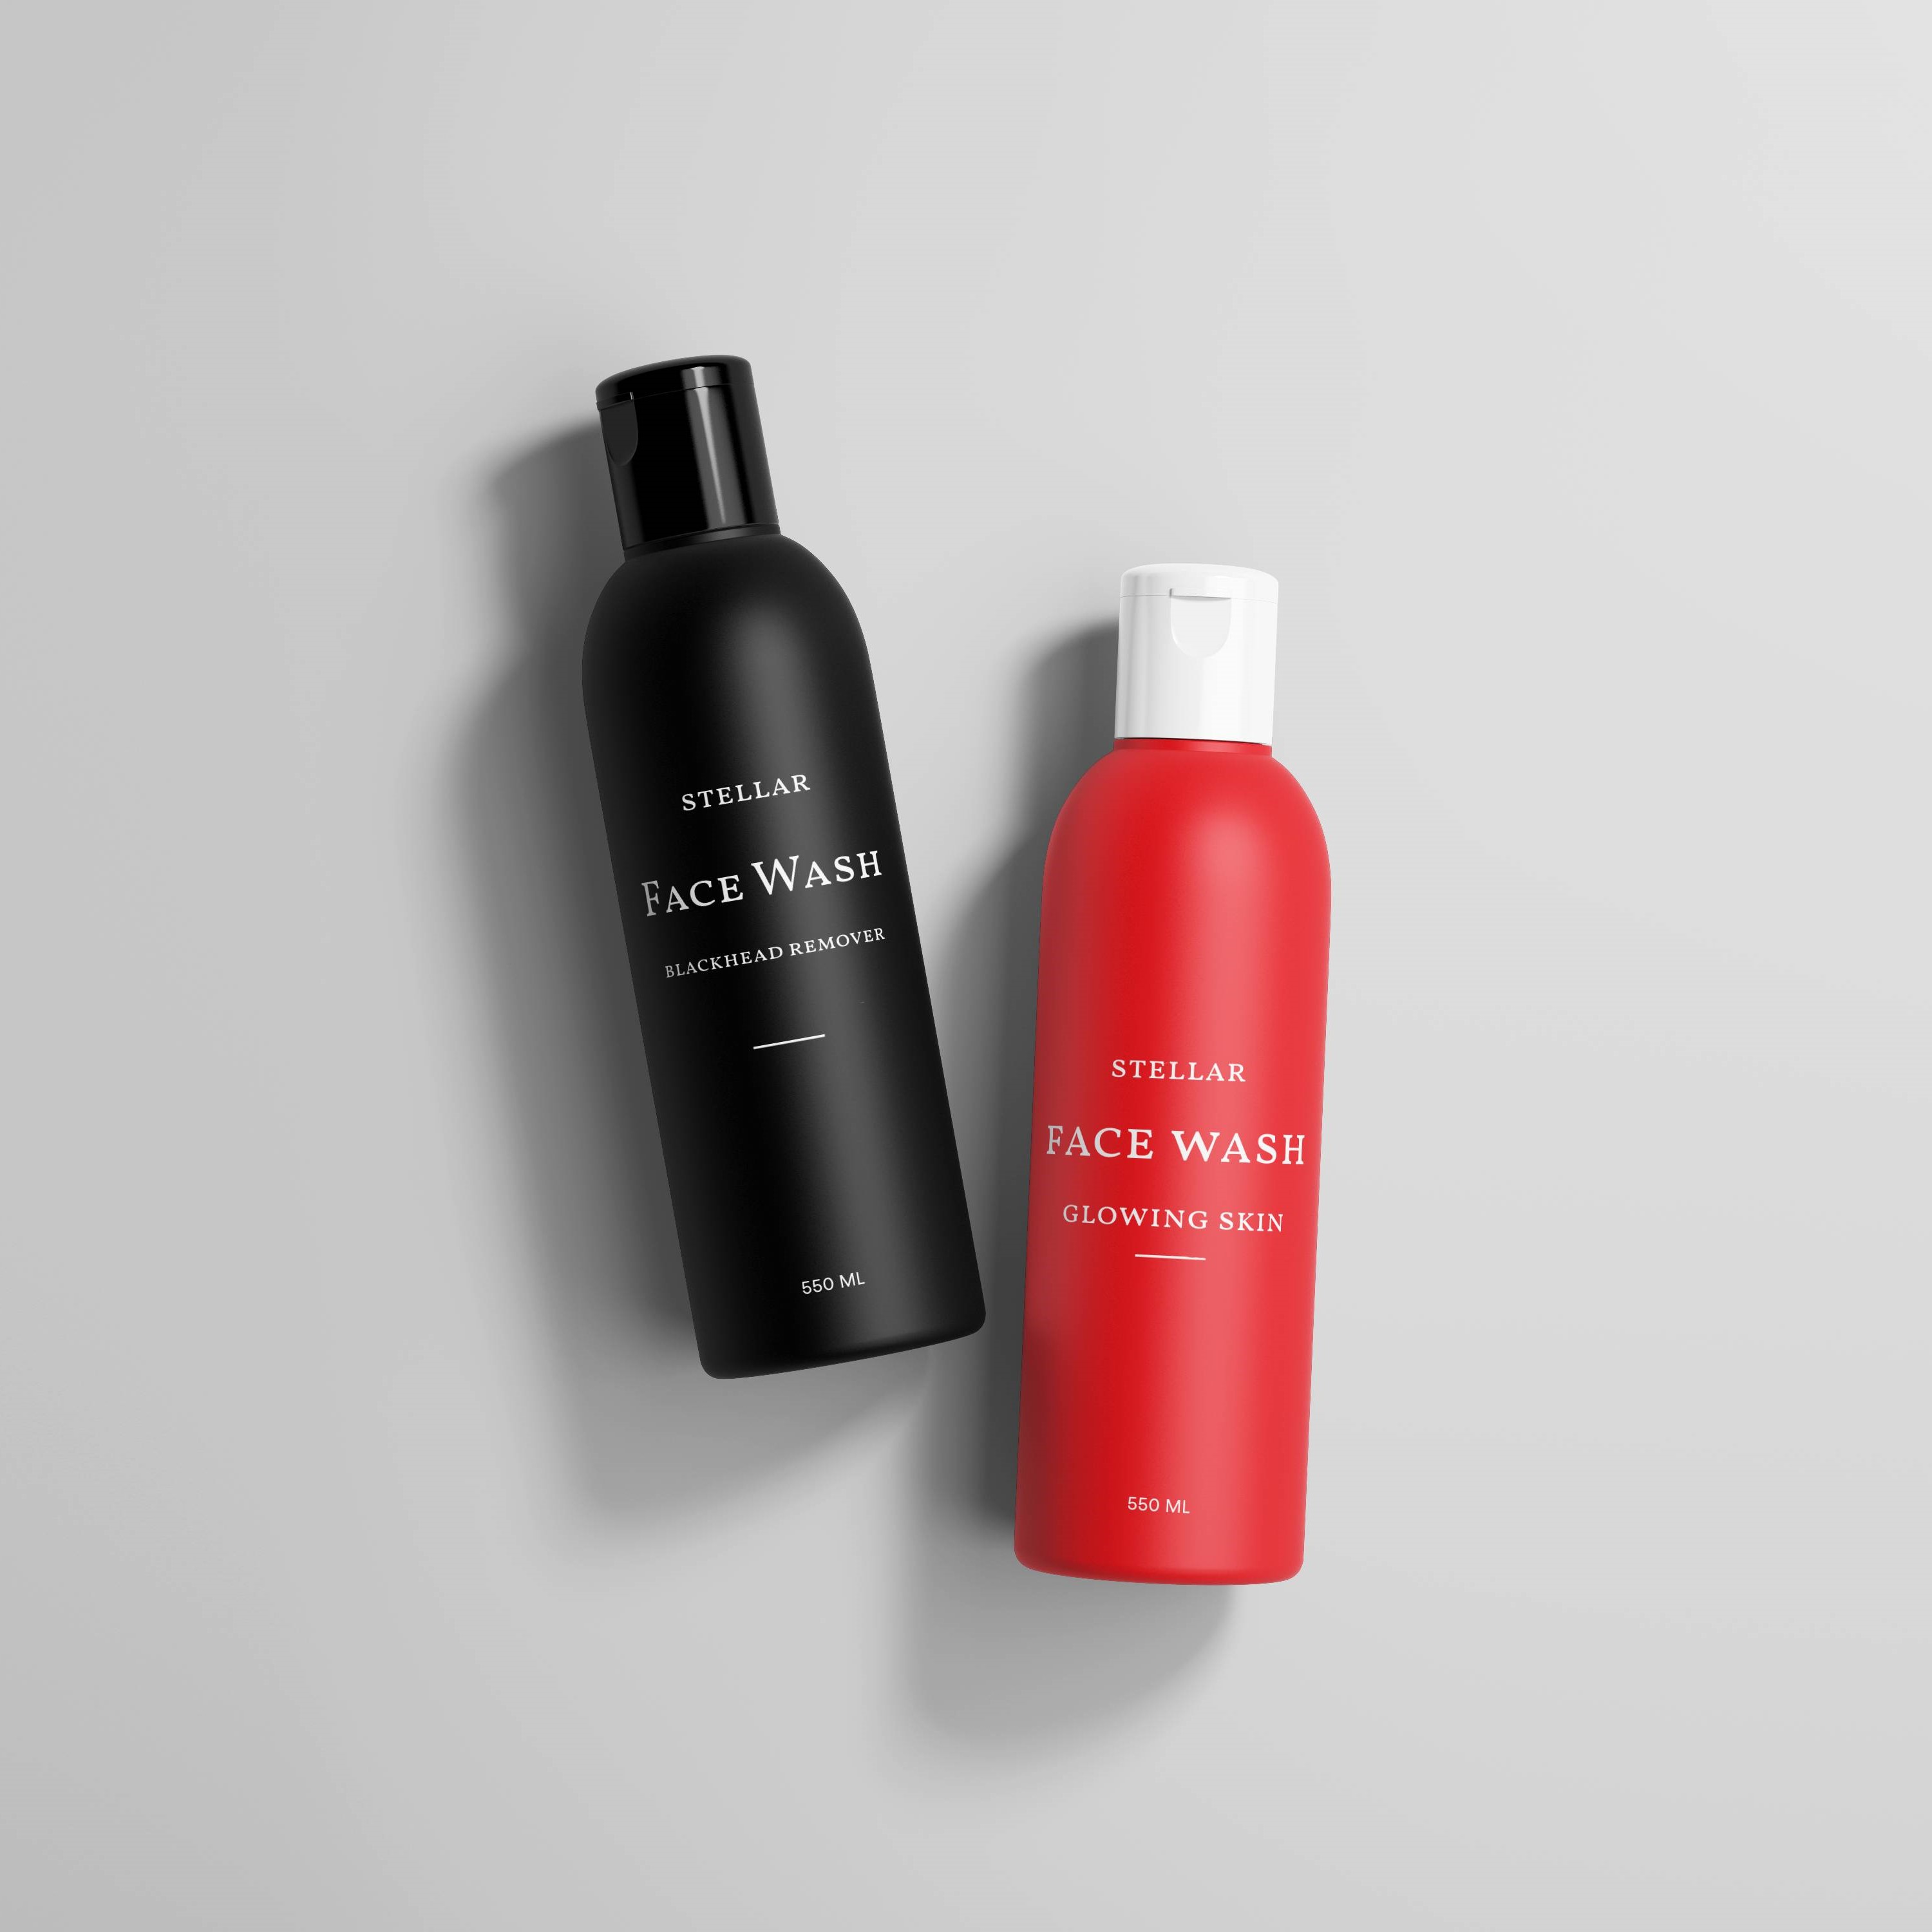 STELLAR
FACE WASH
BLACKHEAD REMOVER
550 ML
STELLAR
FACE WASH
GLOWING SKIN
550 ML